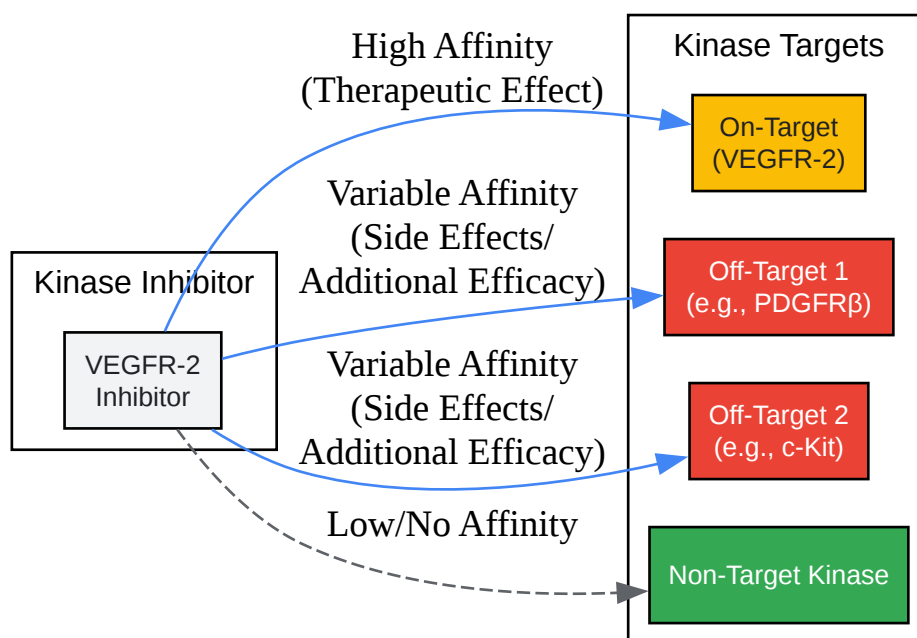 High Affinity
(Therapeutic Effect)
Kinase Targets
On-Target
(VEGFR-2)
Variable Affinity
(Side Effects/
Additional Efficacy)
Kinase Inhibitor
Off-Target 1
(e.g., PDGFRβ)
VEGFR-2
Inhibitor
Variable Affinity
(Side Effects/
Additional Efficacy)
Off-Target 2
(e.g., c-Kit)
Low/No Affinity
Non-Target Kinase